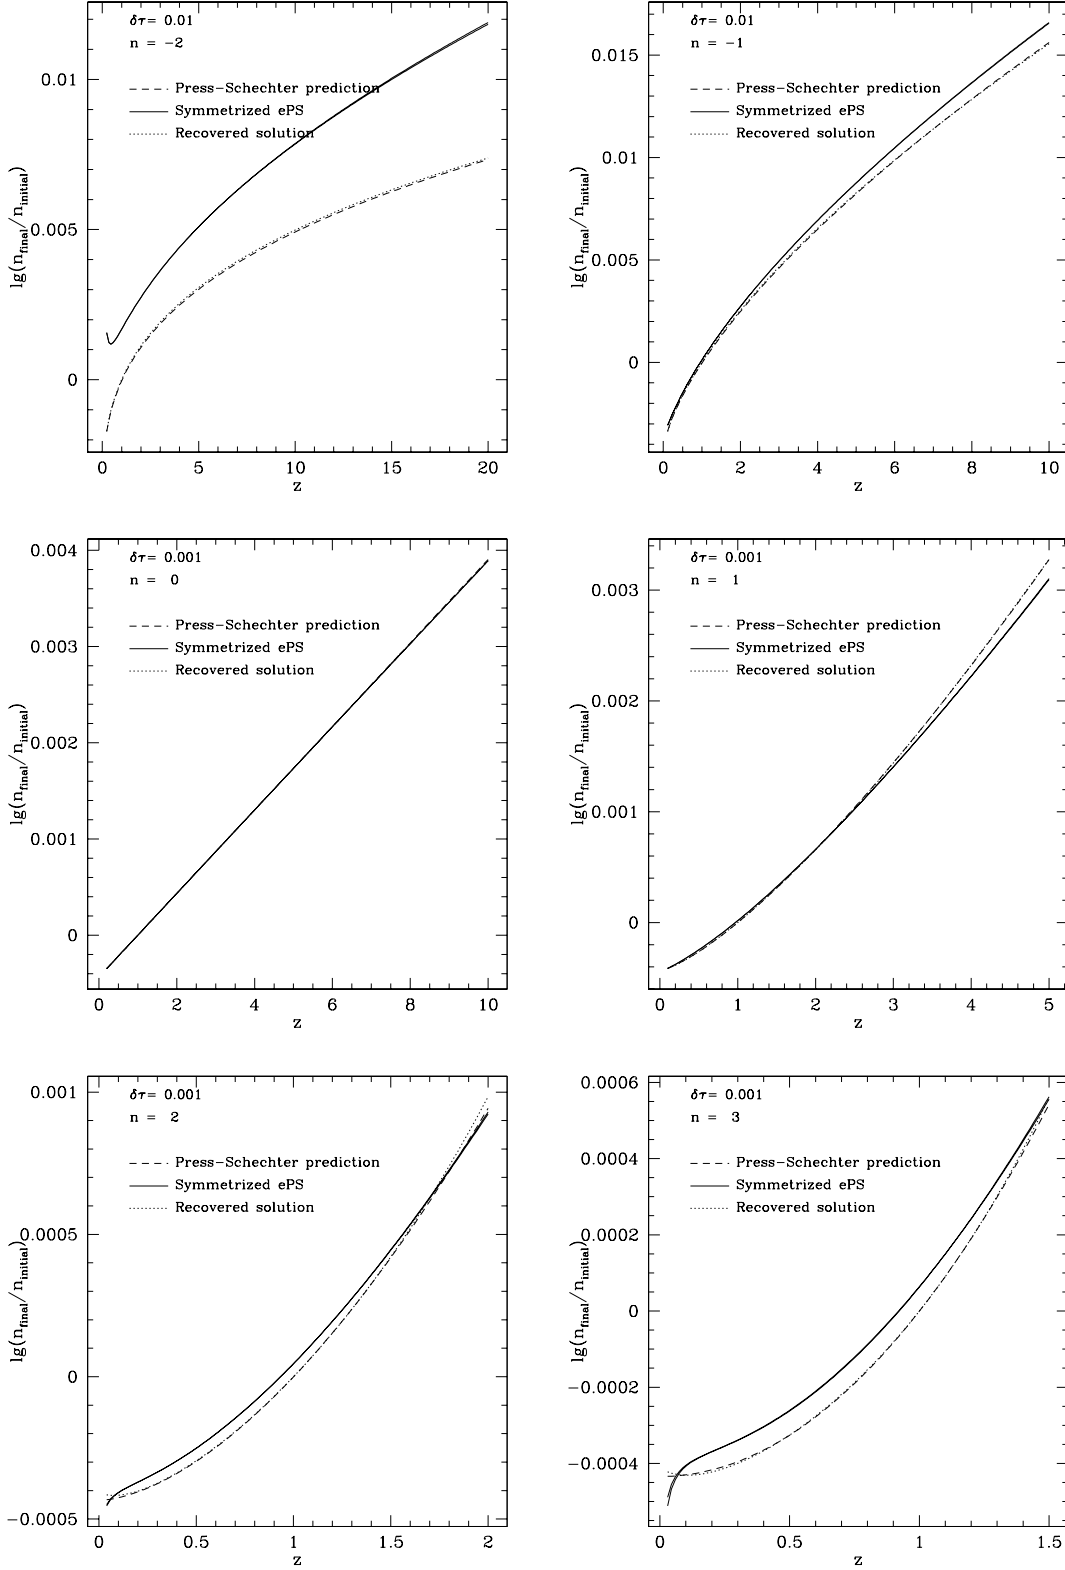 δτ= 0.01
n = −2
Press−Schechter prediction
Symmetrized ePS
Recovered solution
0.01
0.005
0
lg(n_final/n_initial)
0 5 10 15 20
z
δτ= 0.01
n = −1
Press−Schechter prediction
Symmetrized ePS
Recovered solution
0.015
0.01
0.005
0
lg(n_final/n_initial)
0 2 4 6 8 10
z
δτ= 0.001
n = 0
Press−Schechter prediction
Symmetrized ePS
Recovered solution
0.004
0.003
0.002
0.001
0
lg(n_final/n_initial)
0 2 4 6 8 10
z
δτ= 0.001
n = 1
Press−Schechter prediction
Symmetrized ePS
Recovered solution
0.003
0.002
0.001
0
lg(n_final/n_initial)
0 1 2 3 4 5
z
δτ= 0.001
n = 2
Press−Schechter prediction
Symmetrized ePS
Recovered solution
0.001
0.0005
0
−0.0005
lg(n_final/n_initial)
0 0.5 1 1.5 2
z
δτ= 0.001
n = 3
Press−Schechter prediction
Symmetrized ePS
Recovered solution
0.0006
0.0004
0.0002
0
−0.0002
−0.0004
lg(n_final/n_initial)
0 0.5 1 1.5
z